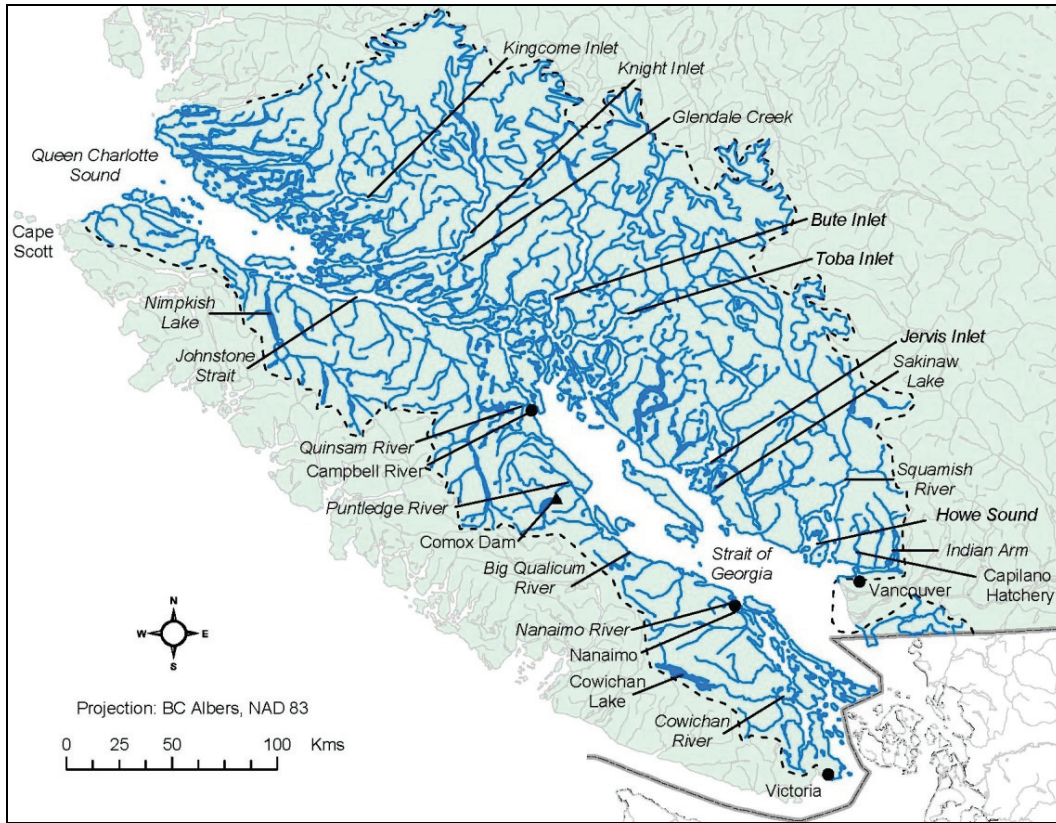 Kingcome Inlet
Knight Inlet
Glendale Creek
Queen Charlotte
Sound
Cape
Scott
Bute Inlet
Toba Inlet
Nimpkish
Lake
Johnstone
Strait
Jervis Inlet
Sakinaw
Lake
Quinsam River
Campbell River
Squamish
River
Puntledge River
Howe Sound
Comox Dam
Strait of
Georgia
Indian Arm
Big Qualicum
River
Capilano
Hatchery
Vancouver
N
W
E
S
Nanaimo River
Nanaimo
Cowichan
Lake
Projection: BC Albers, NAD 83
Cowichan
River
0 25 50 100 Kms
Victoria